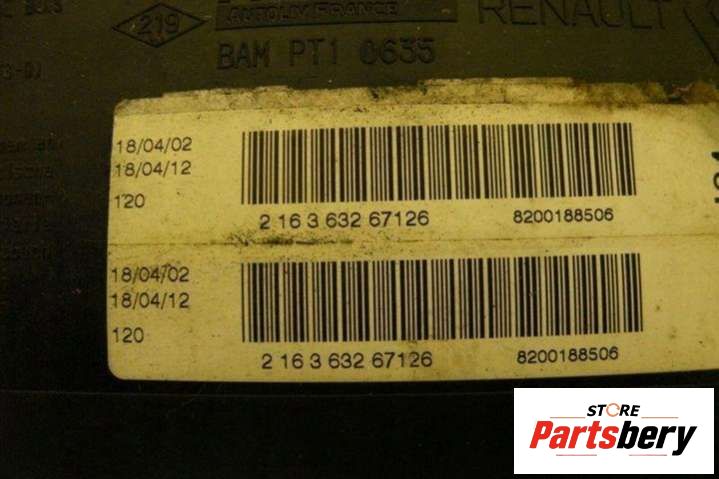 219
AUTOLIV FRANCE
RENAULT
BAM PT1 0635
18/04/02
18/04/12
120
2 16 3 632 67126
8200188506
18/04/02
18/04/12
120
2 16 3 632 67126
8200188506
STORE
Partsbery